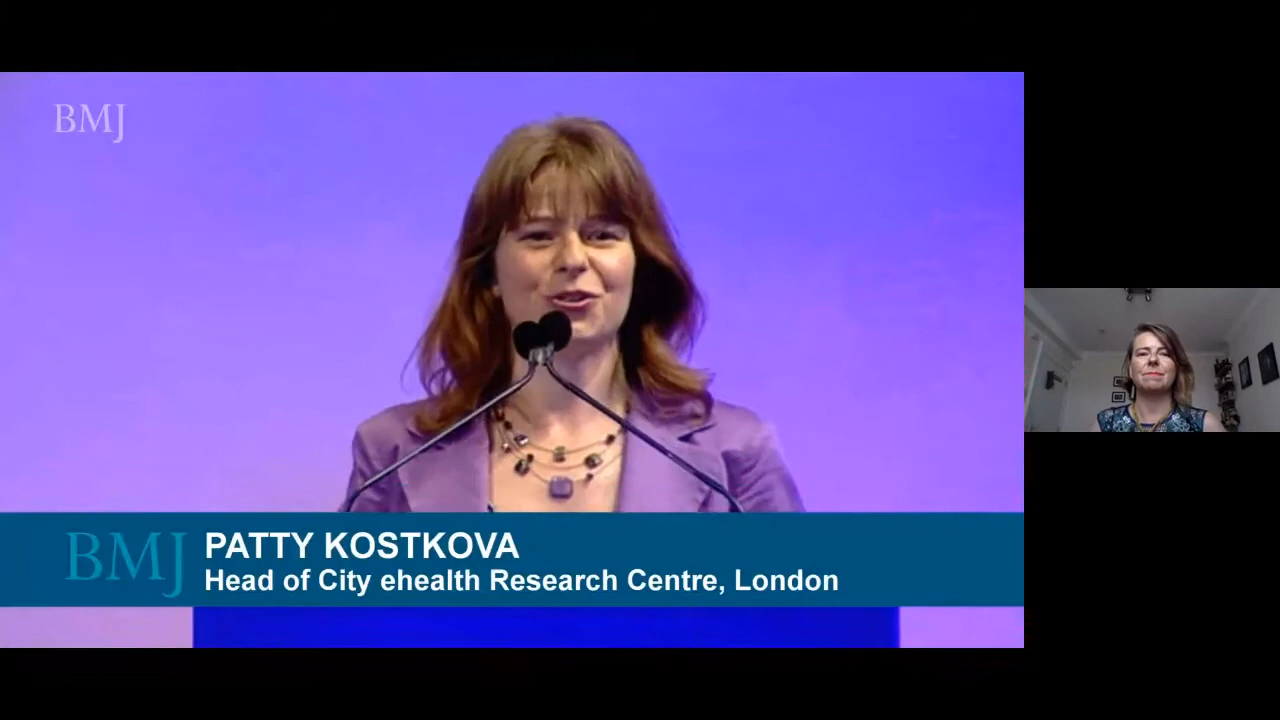 BMJ
BMJ
PATTY KOSTKOVA
Head of City ehealth Research Centre, London